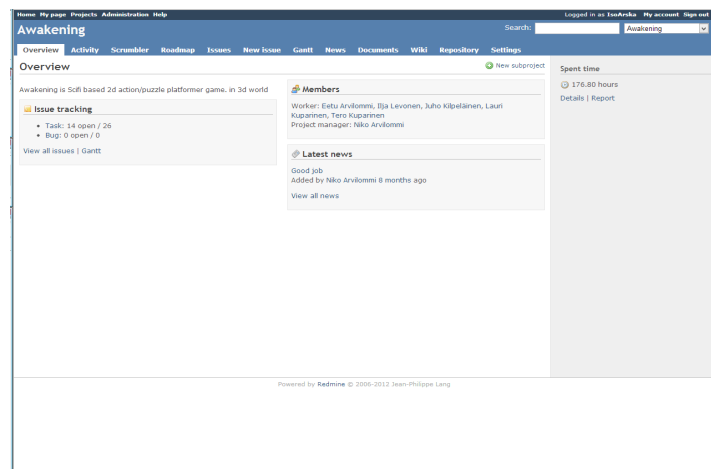 Home My page Projects Administration Help
Logged in as IsoArska My account Sign out
Awakening
Search:
Awakening
Overview Activity Scrumbler Roadmap Issues New issue Gantt News Documents Wiki Repository Settings
Overview
New subproject
Awakening is Scifi based 2d action/puzzle platformer game, in 3d world
Issue tracking
Task: 14 open / 26
Bug: 0 open / 0
View all issues | Gantt
Members
Worker: Eetu Arvilommi, Ilja Levonen, Juho Kilpeläinen, Lauri
Kuparinen, Tero Kuparinen
Project manager: Niko Arvilommi
Latest news
Good job
Added by Niko Arvilommi 8 months ago
View all news
Spent time
176.80 hours
Details | Report
Powered by Redmine © 2006-2012 Jean-Philippe Lang